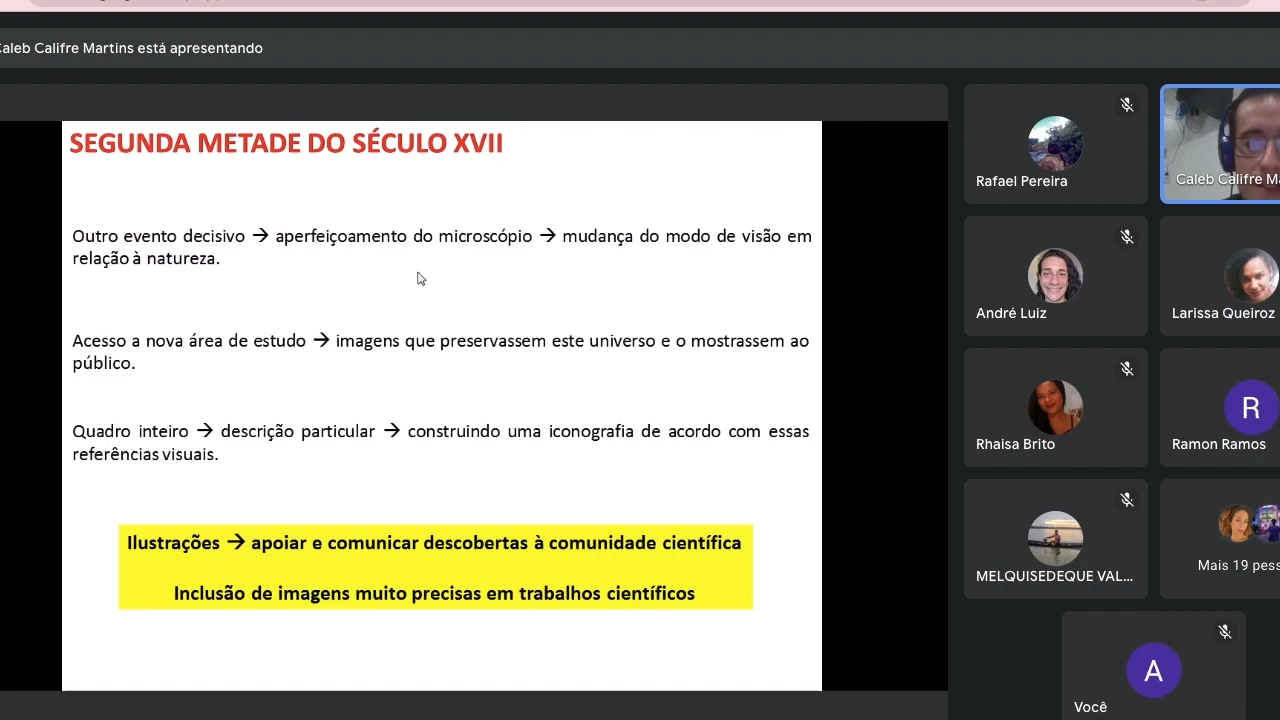 Caleb Califre Martins está apresentando
SEGUNDA METADE DO SÉCULO XVII
Outro evento decisivo → aperfeiçoamento do microscópio → mudança do modo de visão em
relação à natureza.
Acesso a nova área de estudo → imagens que preservassem este universo e o mostrassem ao
público.
Quadro inteiro → descrição particular → construindo uma iconografia de acordo com essas
referências visuais.
Ilustrações → apoiar e comunicar descobertas à comunidade científica
Inclusão de imagens muito precisas em trabalhos científicos
Rafael Pereira
Caleb Califre Ma
André Luiz
Larissa Queiroz
Rhaisa Brito
R
Ramon Ramos
MELQUISEDEQUE VAL...
Mais 19 pess
A
Você